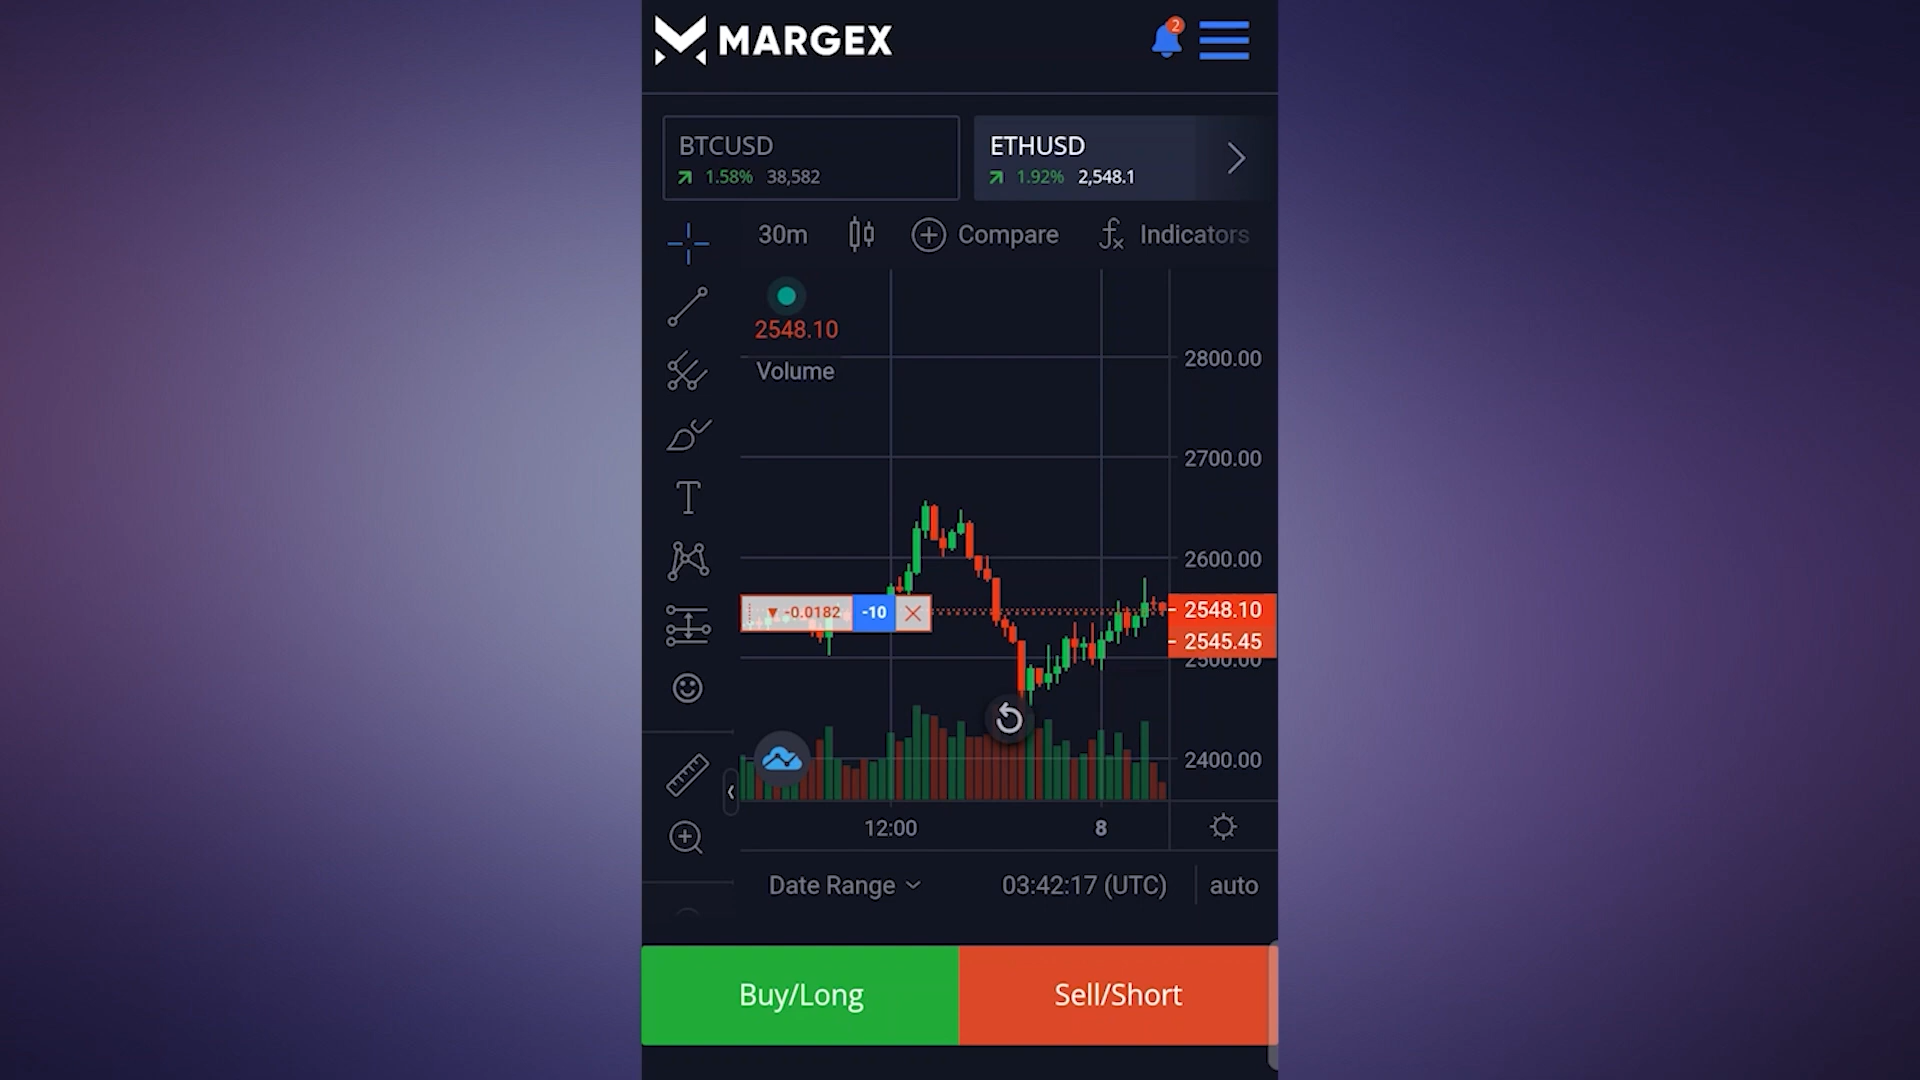 MARGEX
2
BTCUSD
1.58% 38,582
ETHUSD
1.92% 2,548.1
30m Compare Indicators
2548.10
Volume
2800.00
2700.00
2600.00
-0.0182 -10
2548.10
2545.45
2500.00
2400.00
12:00 8
Date Range 03:42:17 (UTC) auto
Buy/Long Sell/Short